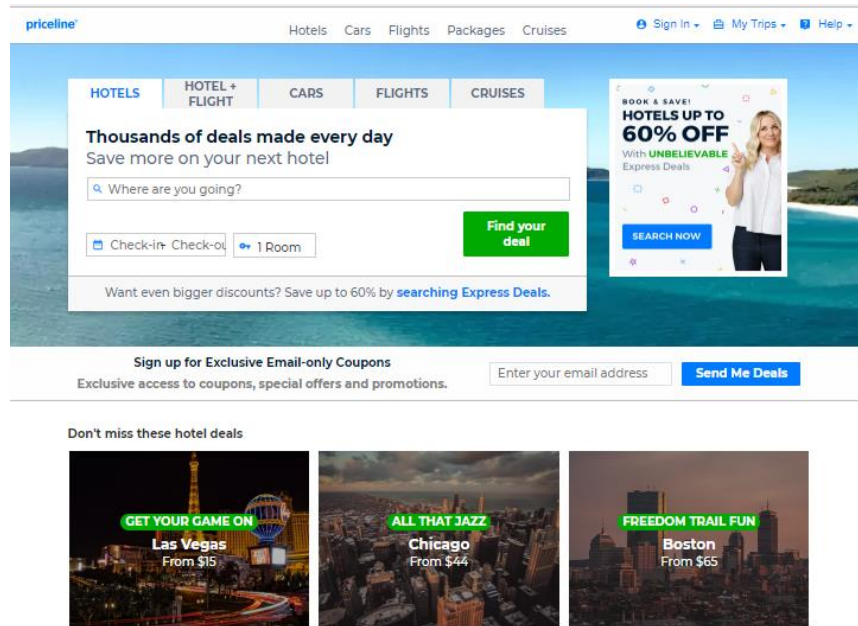 priceline
Hotels Cars Flights Packages Cruises
Sign In My Trips Help
HOTELS
HOTEL +
FLIGHT
CARS
FLIGHTS
CRUISES
Thousands of deals made every day
Save more on your next hotel
Where are you going?
Check-in Check-ou
1 Room
Find your
deal
Want even bigger discounts? Save up to 60% by searching Express Deals.
BOOK & SAVE!
HOTELS UP TO
60% OFF
With UNBELIEVABLE
Express Deals
SEARCH NOW
Sign up for Exclusive Email-only Coupons
Exclusive access to coupons, special offers and promotions.
Enter your email address
Send Me Deals
Don't miss these hotel deals
GET YOUR GAME ON
Las Vegas
From $15
ALL THAT JAZZ
Chicago
From $44
FREEDOM TRAIL FUN
Boston
From $65